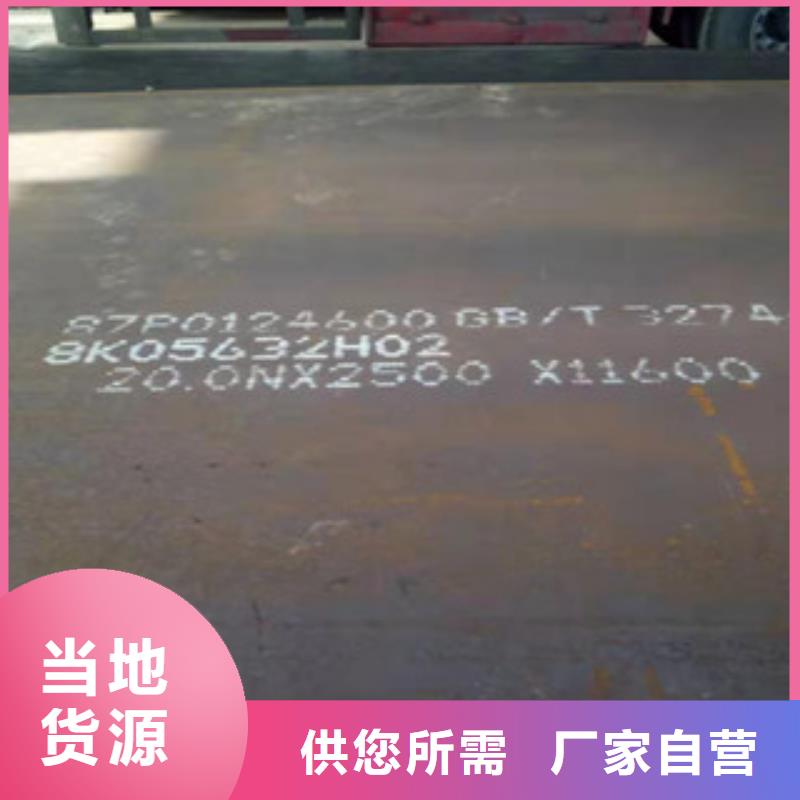 87P0124600 GB/T 3274
8K05632H02
20.0NX2500 X11600
当地
货源
供您所需 厂家自营